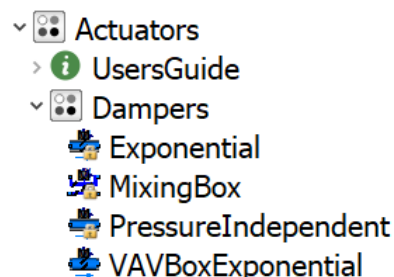 Actuators
UsersGuide
Dampers
Exponential
MixingBox
PressureIndependent
VAVBoxExponential